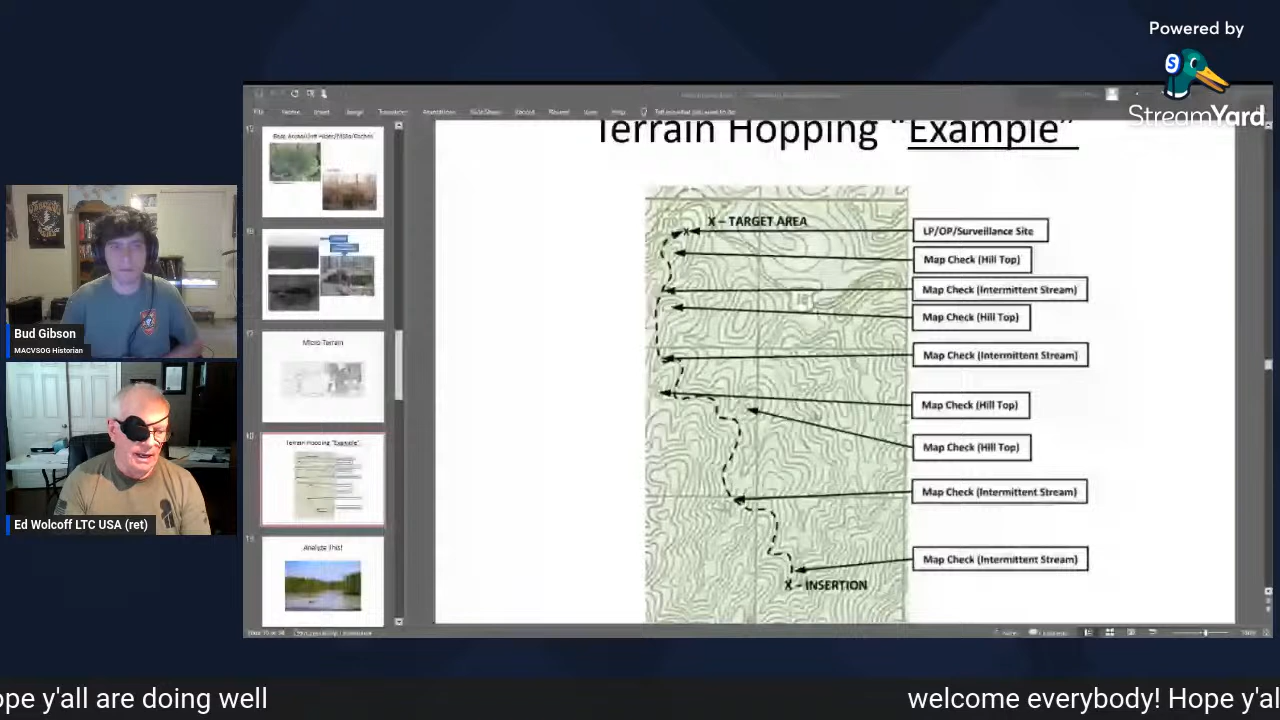 Powered by
StreamYard
Terrain Hopping "Example"
X – TARGET AREA
LP/OP/Surveillance Site
Map Check (Hill Top)
Map Check (Intermittent Stream)
Map Check (Hill Top)
Map Check (Intermittent Stream)
Map Check (Hill Top)
Map Check (Hill Top)
Map Check (Intermittent Stream)
Map Check (Intermittent Stream)
X – INSERTION
Micro Terrain
Terrain Hopping "Example"
Analyze This!
Bud Gibson
MACVSOG Historian
Ed Wolcoff LTC USA (ret)
ope y'all are doing well
welcome everybody! Hope y'al